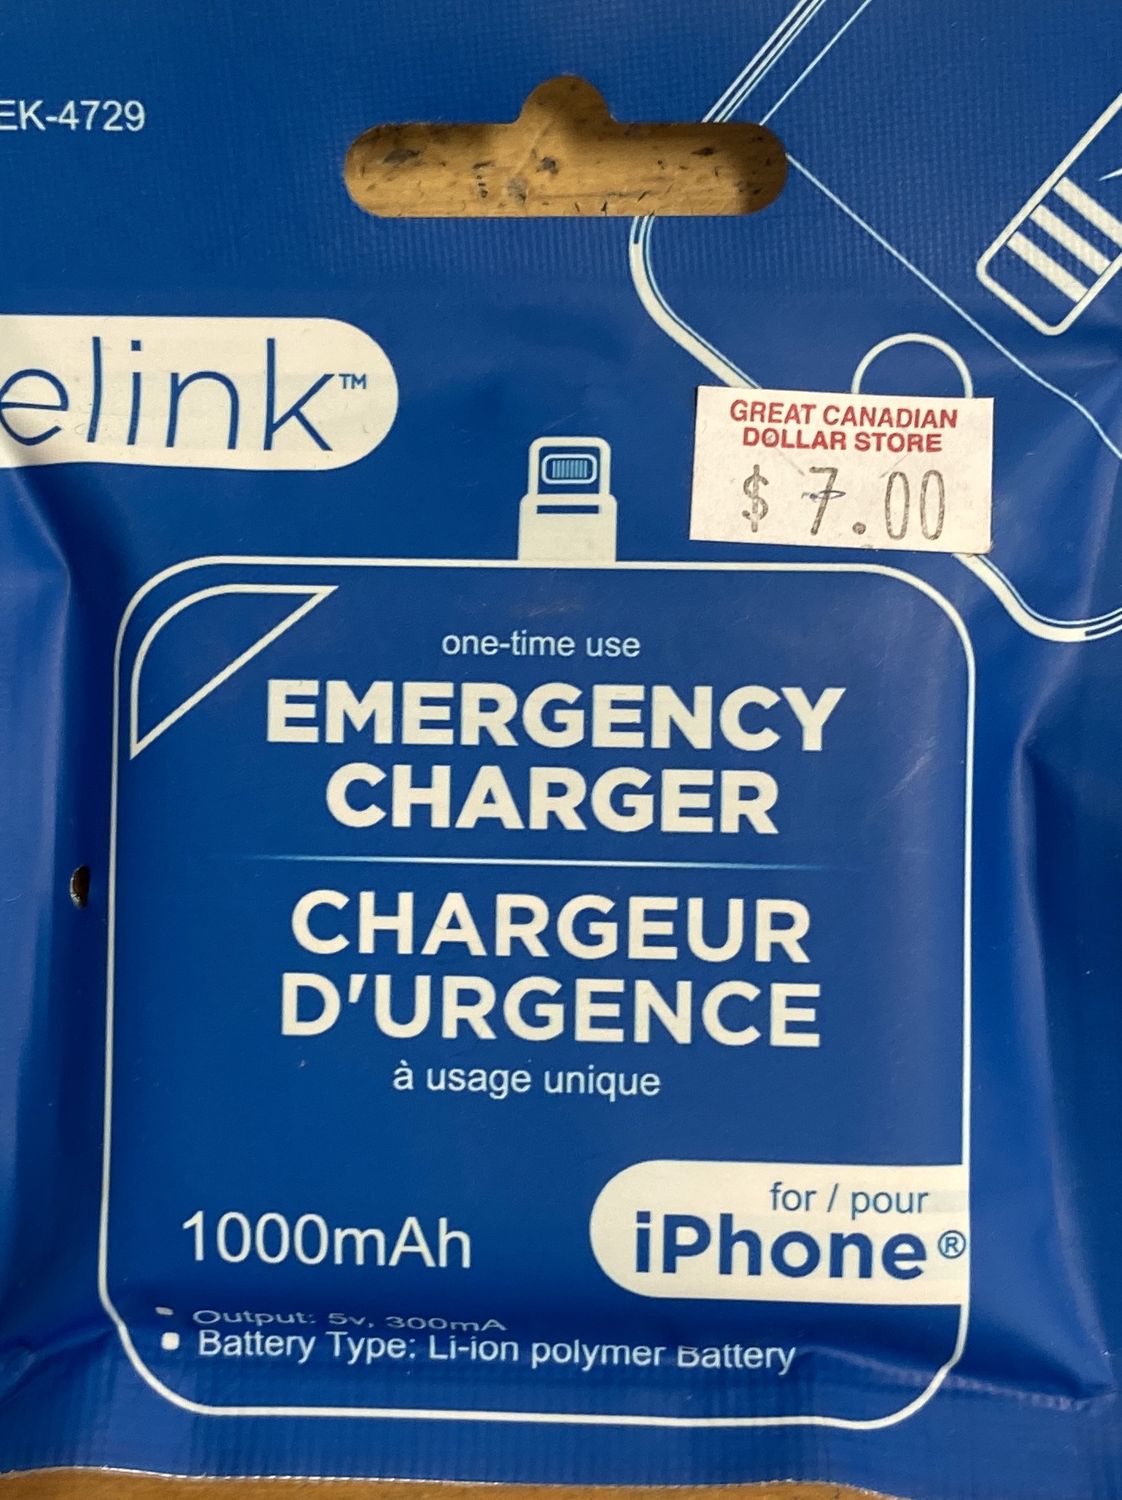 EK-4729
elink™
GREAT CANADIAN
DOLLAR STORE
$ 7.00
one-time use
EMERGENCY
CHARGER
CHARGEUR
D'URGENCE
à usage unique
for / pour
iPhone®
1000mAh
Output: 5v, 300mA
Battery Type: Li-ion polymer Battery